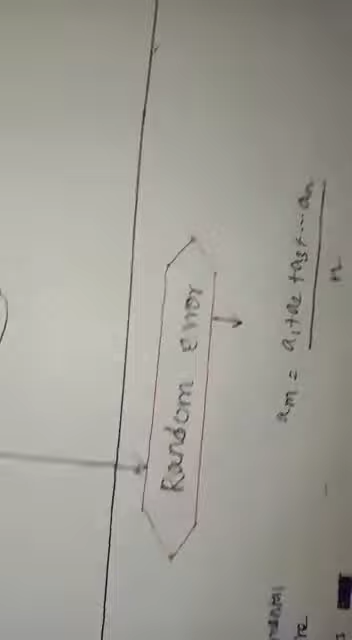 Random Error
am = a1+a2+a3+...an
n